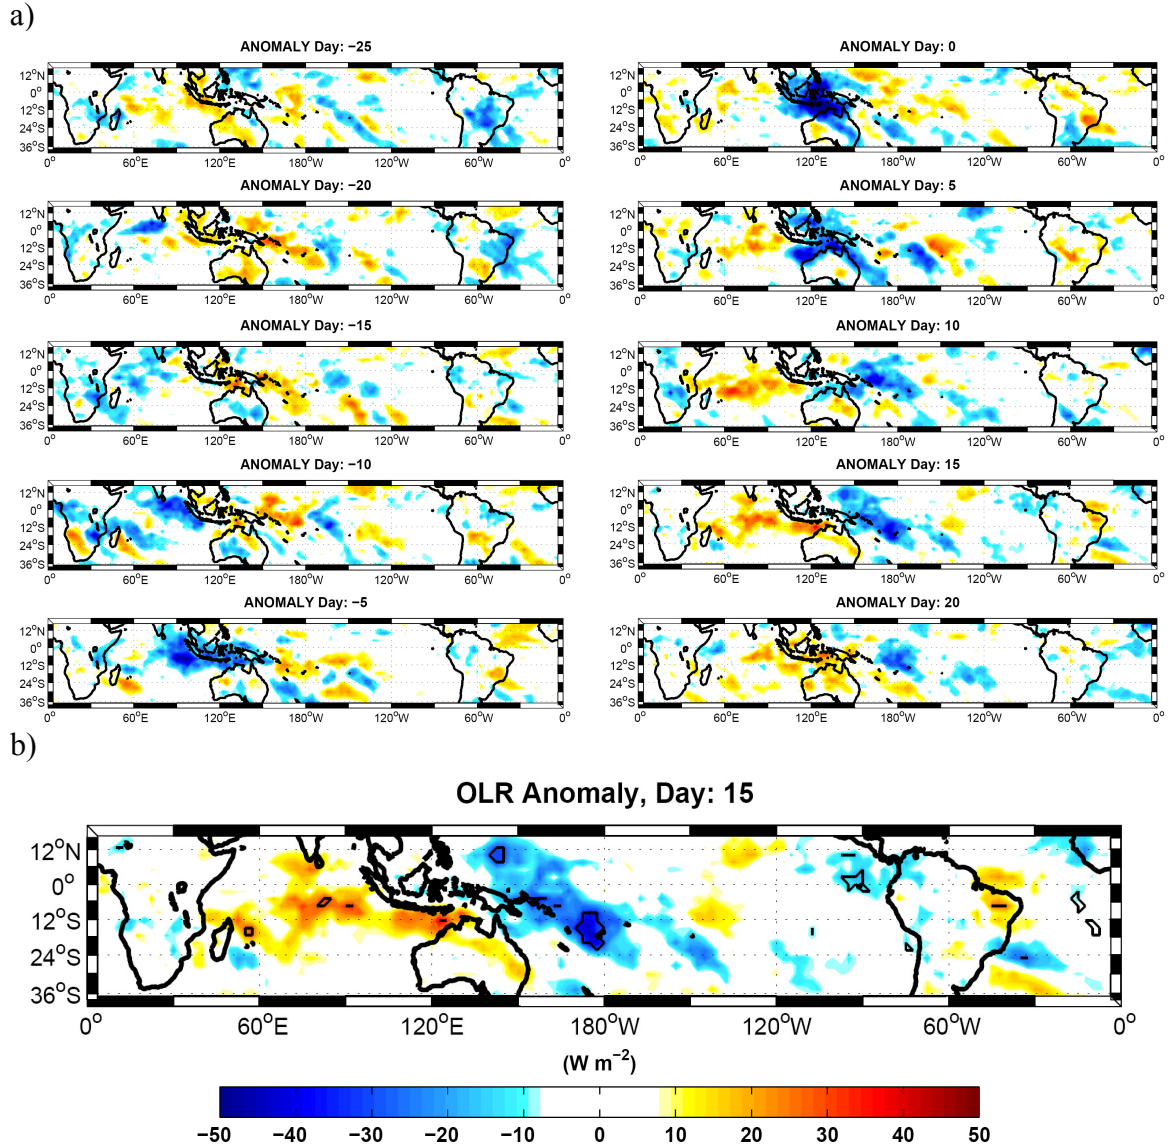 a)
ANOMALY Day: −25
12°N
0°
12°S
24°S
36°S
0° 60°E 120°E 180°W 120°W 60°W 0°
ANOMALY Day: 0
12°N
0°
12°S
24°S
36°S
0° 60°E 120°E 180°W 120°W 60°W 0°
ANOMALY Day: −20
12°N
0°
12°S
24°S
36°S
0° 60°E 120°E 180°W 120°W 60°W 0°
ANOMALY Day: 5
12°N
0°
12°S
24°S
36°S
0° 60°E 120°E 180°W 120°W 60°W 0°
ANOMALY Day: −15
12°N
0°
12°S
24°S
36°S
0° 60°E 120°E 180°W 120°W 60°W 0°
ANOMALY Day: 10
12°N
0°
12°S
24°S
36°S
0° 60°E 120°E 180°W 120°W 60°W 0°
ANOMALY Day: −10
12°N
0°
12°S
24°S
36°S
0° 60°E 120°E 180°W 120°W 60°W 0°
ANOMALY Day: 15
12°N
0°
12°S
24°S
36°S
0° 60°E 120°E 180°W 120°W 60°W 0°
ANOMALY Day: −5
12°N
0°
12°S
24°S
36°S
0° 60°E 120°E 180°W 120°W 60°W 0°
ANOMALY Day: 20
12°N
0°
12°S
24°S
36°S
0° 60°E 120°E 180°W 120°W 60°W 0°
b)
OLR Anomaly, Day: 15
12°N
0°
12°S
24°S
36°S
0° 60°E 120°E 180°W 120°W 60°W 0°
(W m⁻²)
−50 −40 −30 −20 −10 0 10 20 30 40 50